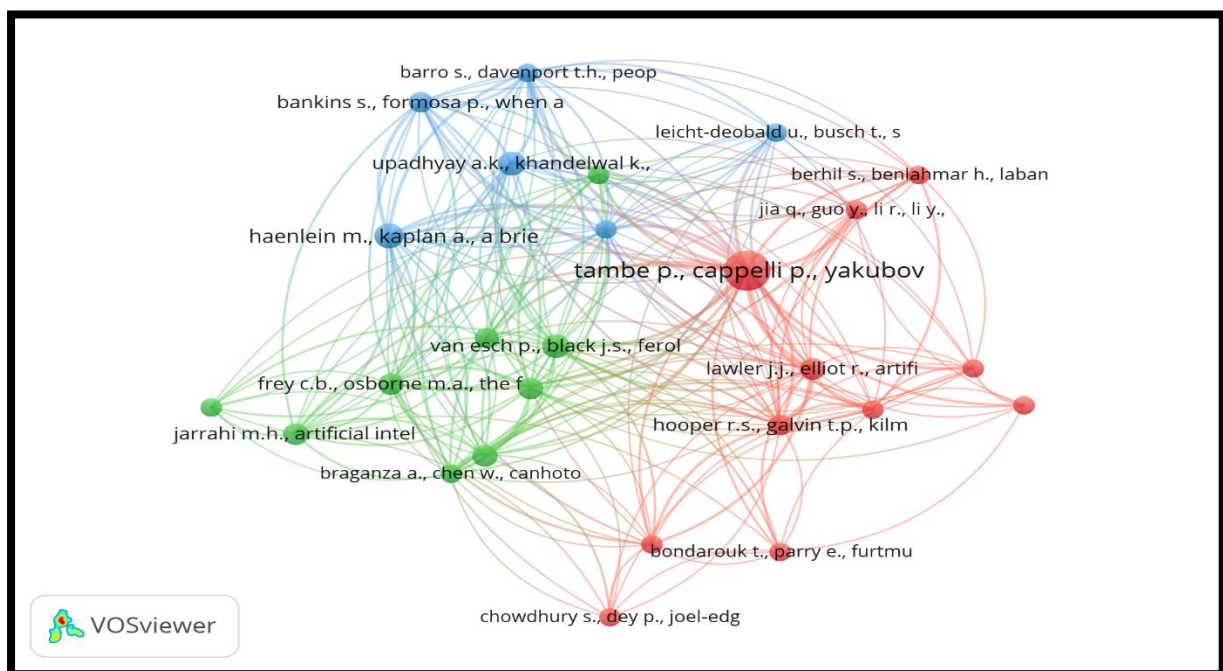 barro s., davenport t.h., peop
bankins s., formosa p., when a
leicht-deobald u., busch t., s
upadhyay a.k., khandelwal k.,
berhil s., benlahmar h., laban
jia q., guo y., li r., li y.,
haenlein m., kaplan a., a brie
tambe p., cappelli p., yakubov
van esch p., black j.s., ferol
lawler j.j., elliot r., artifi
frey c.b., osborne m.a., the f
hooper r.s., galvin t.p., kilm
jarrahi m.h., artificial intel
braganza a., chen w., canhoto
bondarouk t., parry e., furtmu
chowdhury s., dey p., joel-edg
VOSviewer